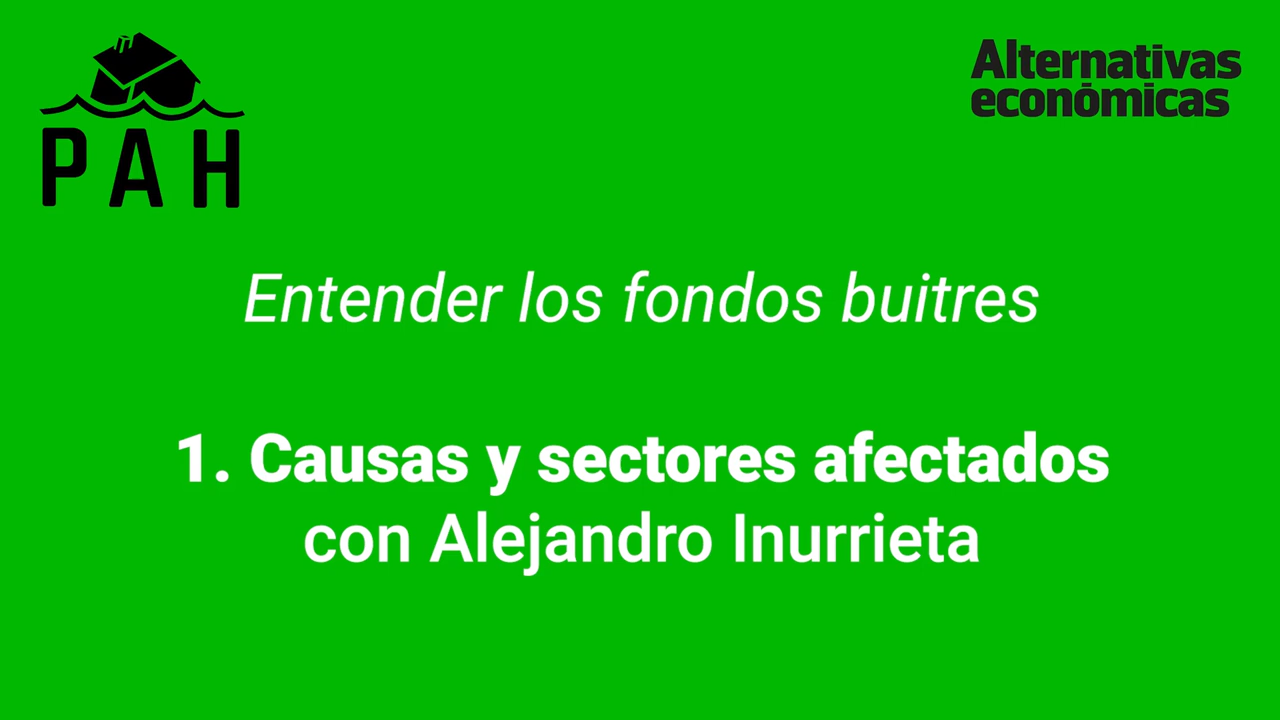 PAH
Alternativas
económicas
Entender los fondos buitres
1. Causas y sectores afectados
con Alejandro Inurrieta